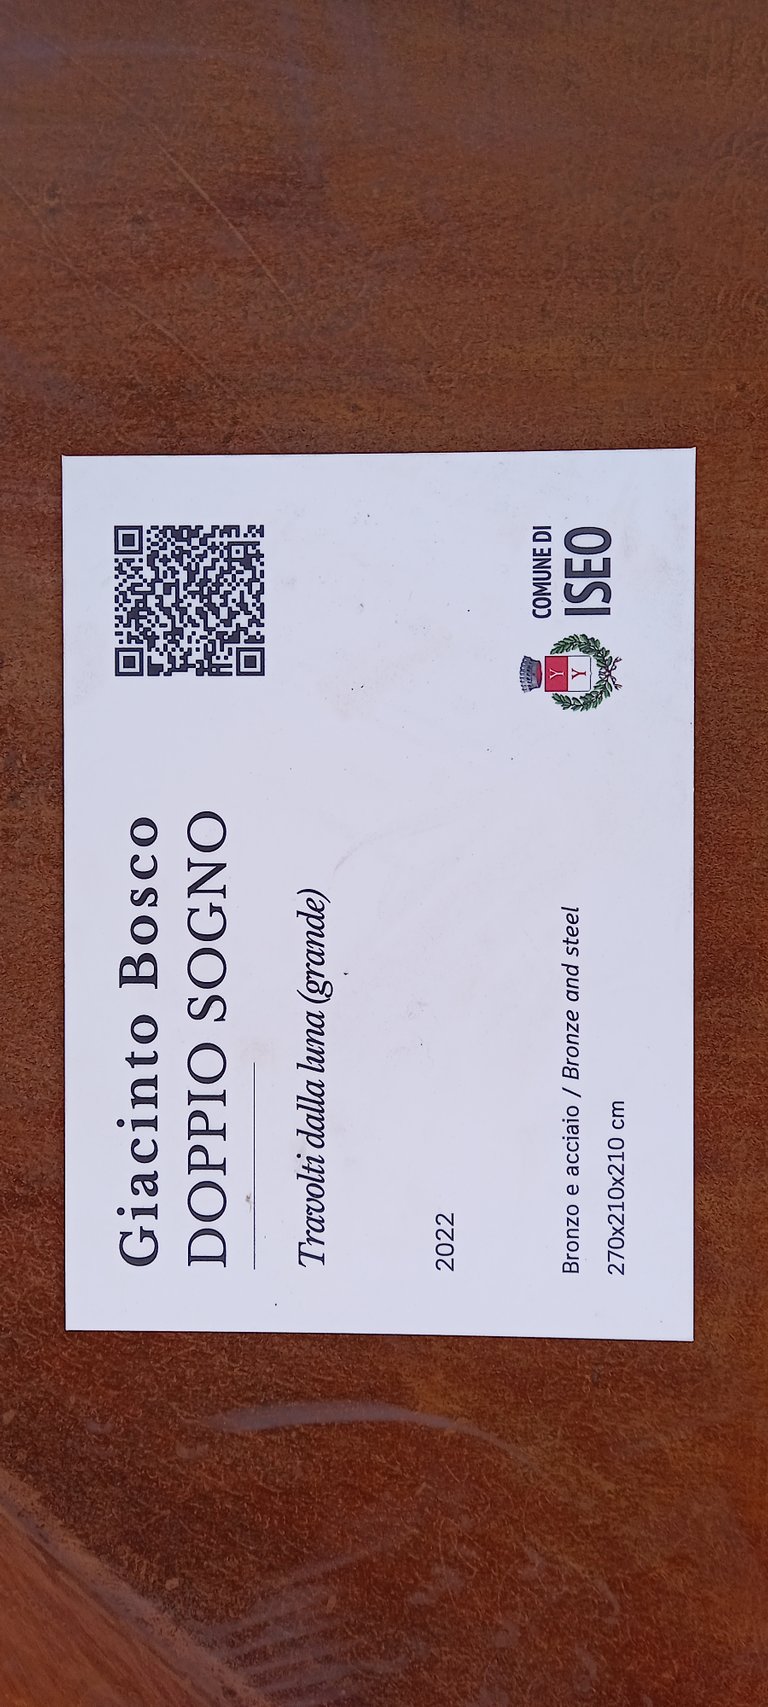 Giacinto Bosco
DOPPIO SOGNO
Travolti dalla luna (grande)
2022
Bronzo e acciaio / Bronze and steel
270x210x210 cm
Y
Y
COMUNE DI
ISEO